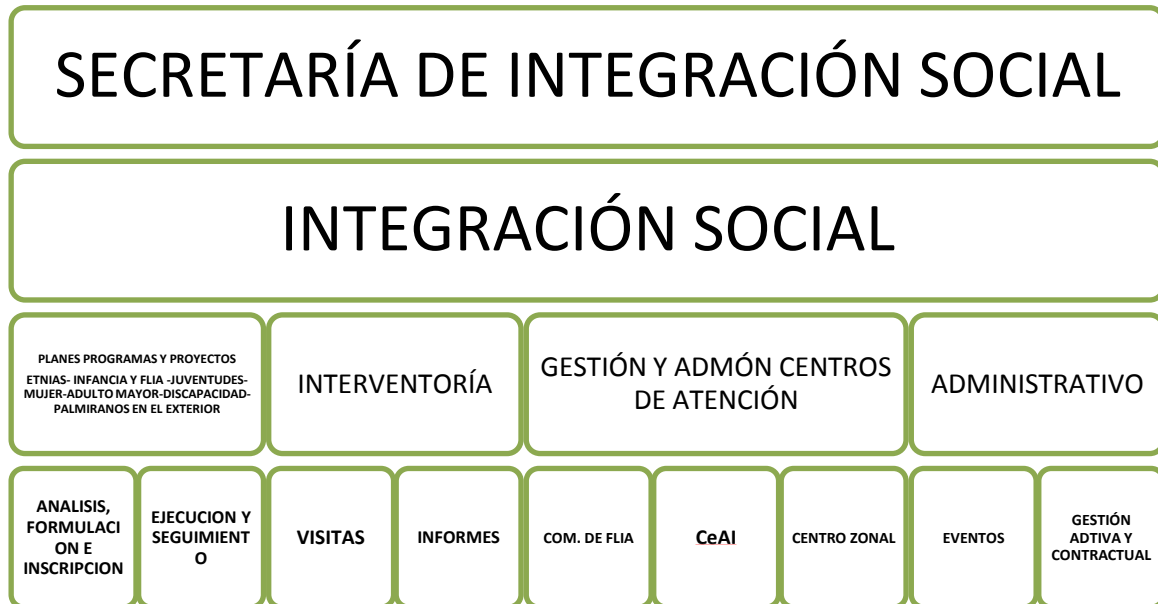 SECRETARÍA DE INTEGRACIÓN SOCIAL
INTEGRACIÓN SOCIAL
PLANES PROGRAMAS Y PROYECTOS
ETNIAS- INFANCIA Y FLIA -JUVENTUDES-
MUJER-ADULTO MAYOR-DISCAPACIDAD-
PALMIRANOS EN EL EXTERIOR
INTERVENTORÍA
GESTIÓN Y ADMÓN CENTROS
DE ATENCIÓN
ADMINISTRATIVO
ANALISIS,
FORMULACI
ON E
INSCRIPCION
EJECUCION Y
SEGUIMIENT
O
VISITAS
INFORMES
COM. DE FLIA
CeAI
CENTRO ZONAL
EVENTOS
GESTIÓN
ADTIVA Y
CONTRACTUAL